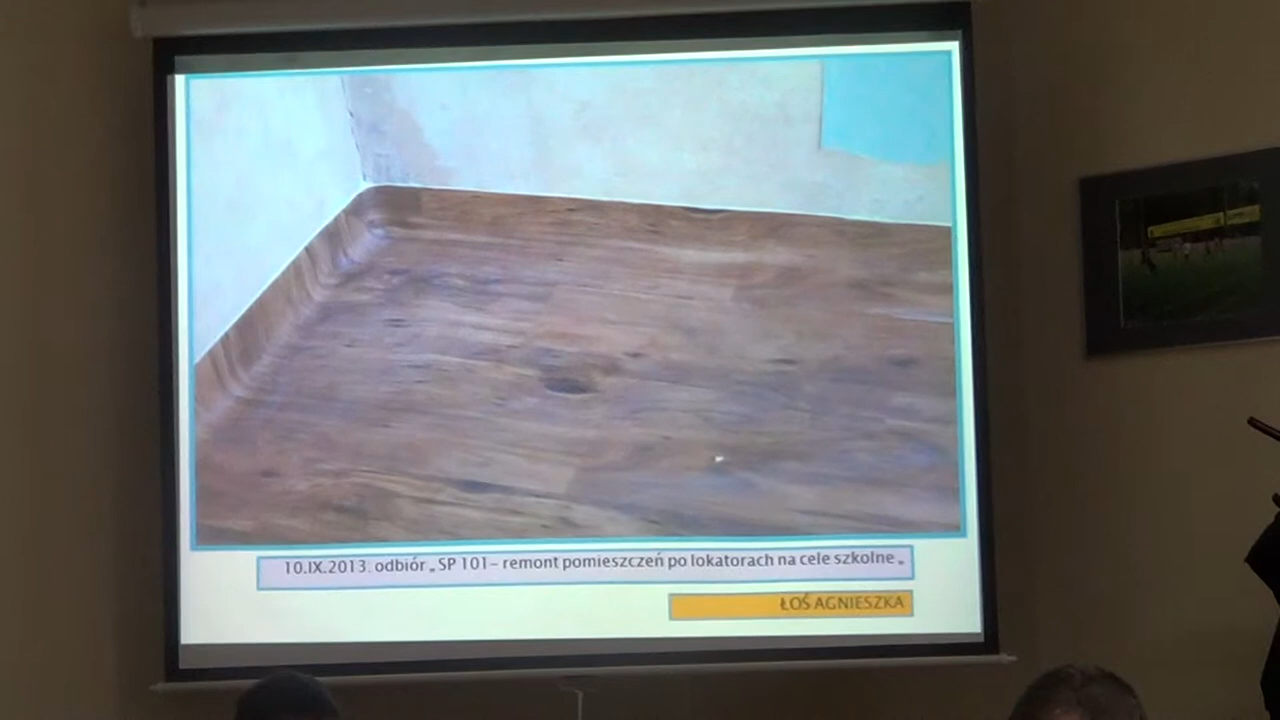 10.IX.2013. odbiór „ SP 101– remont pomieszczeń po lokatorach na cele szkolne „
ŁOŚ AGNIESZKA